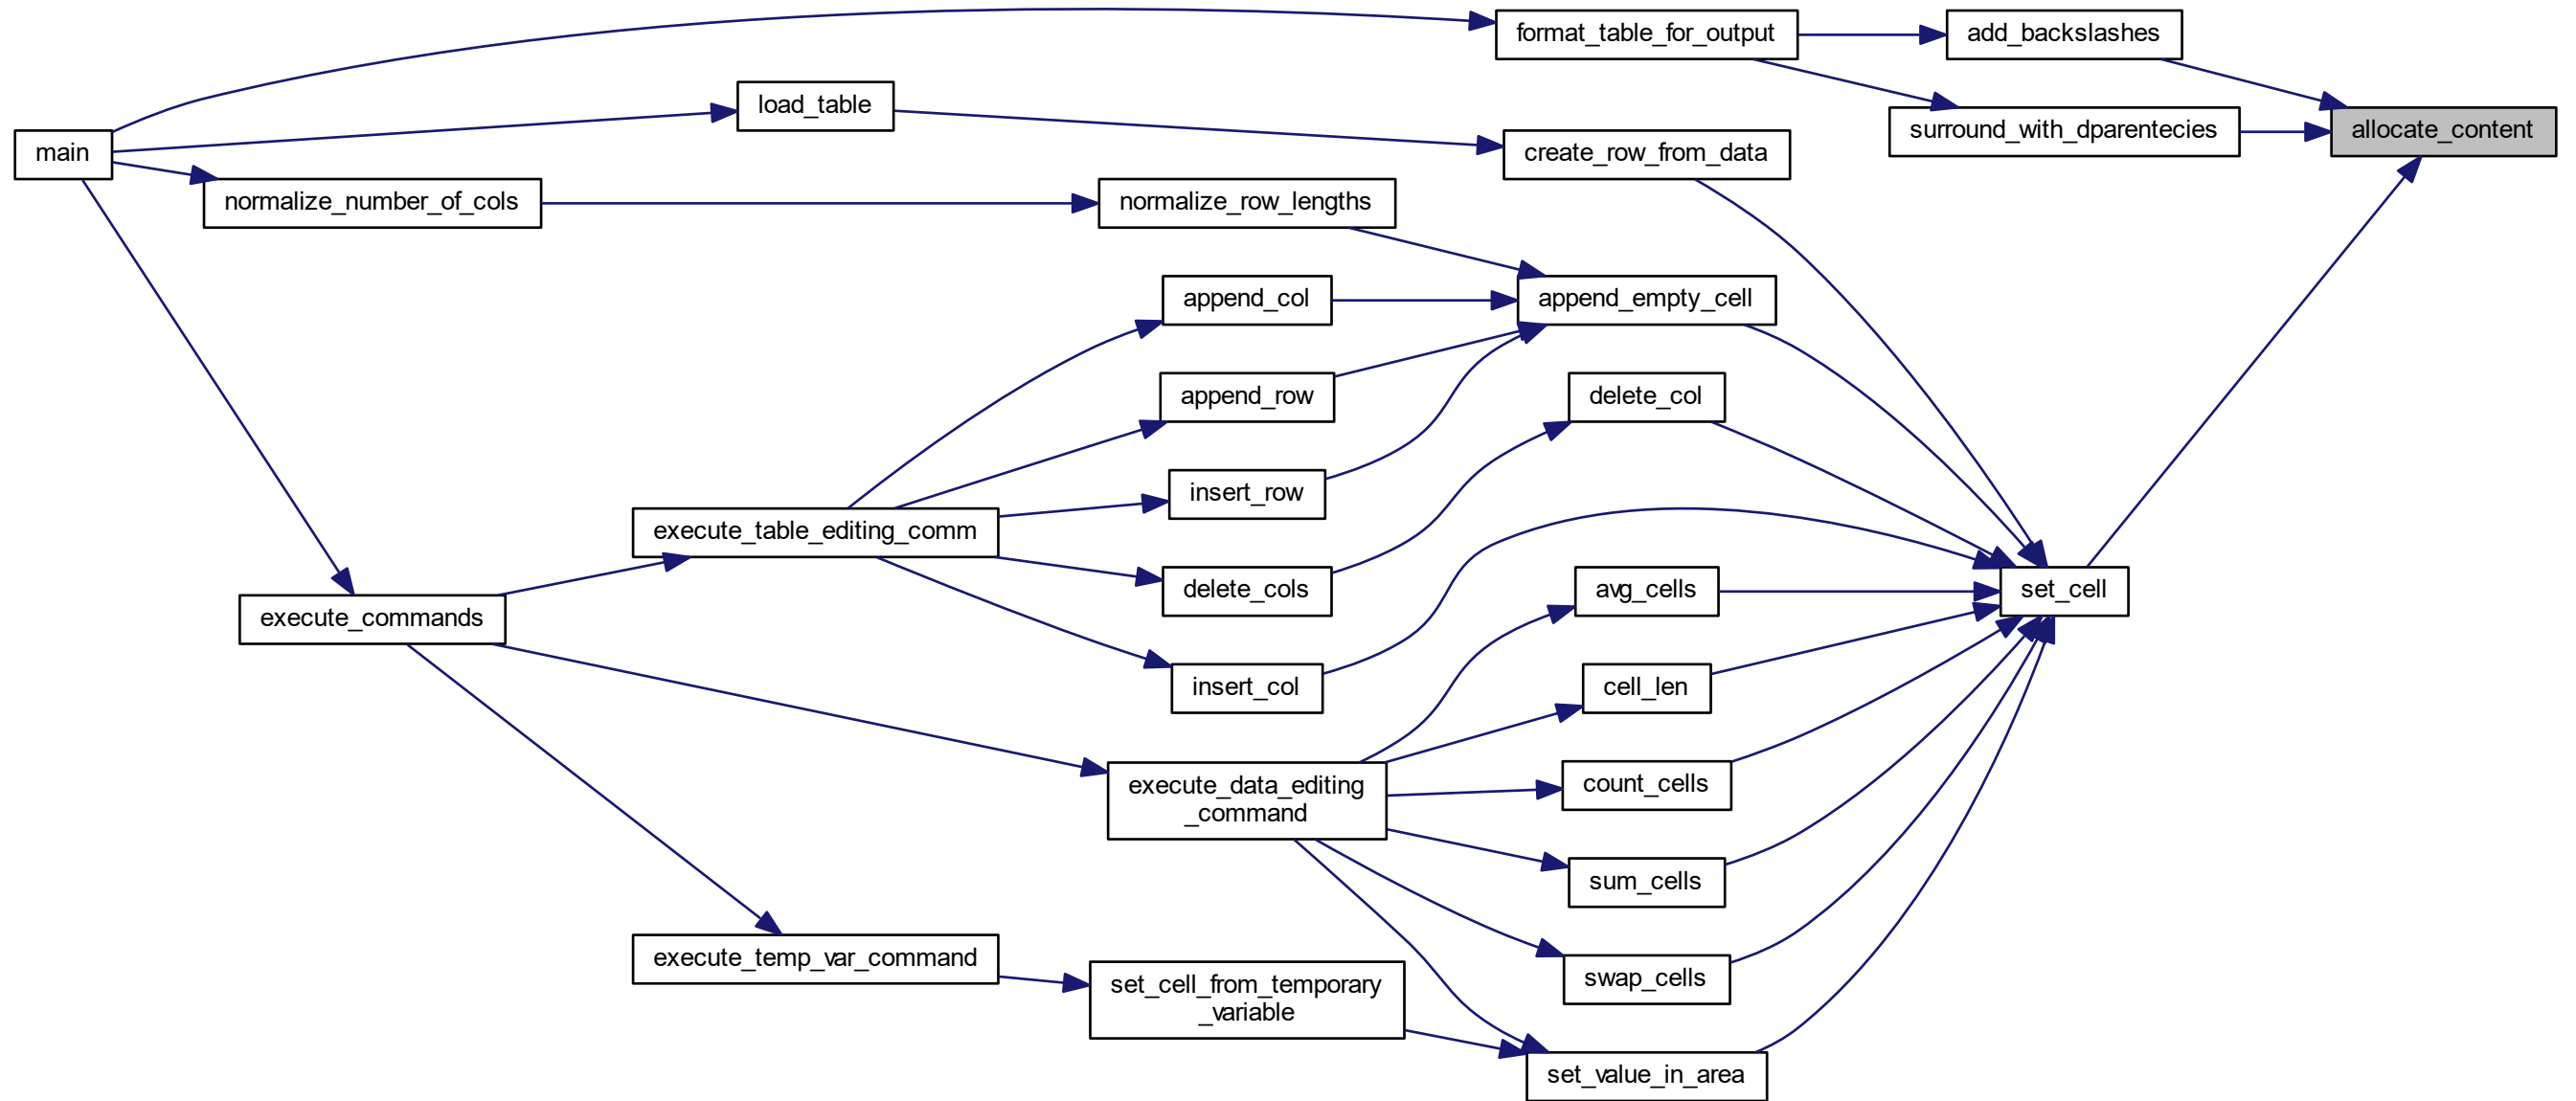 format_table_for_output
add_backslashes
load_table
allocate_content
surround_with_dparentecies
main
create_row_from_data
normalize_number_of_cols
normalize_row_lengths
append_col
append_empty_cell
append_row
delete_col
insert_row
execute_table_editing_comm
delete_cols
avg_cells
set_cell
execute_commands
insert_col
cell_len
execute_data_editing
_command
count_cells
sum_cells
execute_temp_var_command
swap_cells
set_cell_from_temporary
_variable
set_value_in_area